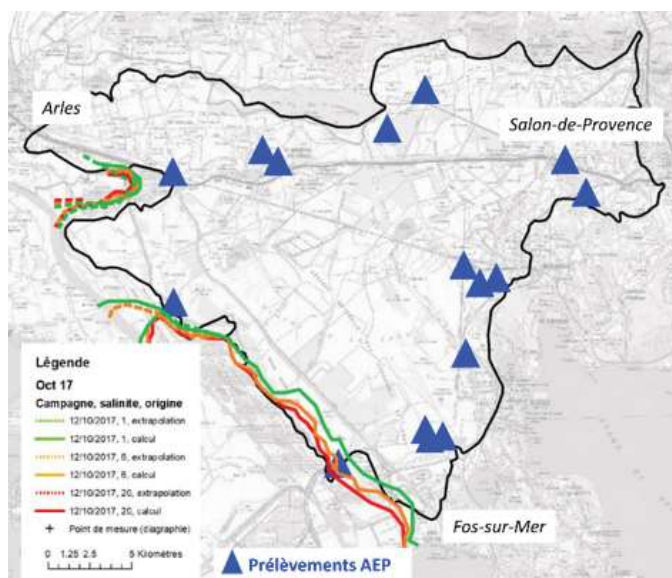 Arles
Salon-de-Provence
Légende
Oct 17
Campagne, salinite, origine
12/10/2017, 1, extrapolation
12/10/2017, 1, calcul
12/10/2017, 6, extrapolation
12/10/2017, 6, calcul
12/10/2017, 20, extrapolation
12/10/2017, 20, calcul
Point de mesure (diagraphie)
0 1.25 2.5 5 Kilomètres
Fos-sur-Mer
Prélèvements AEP